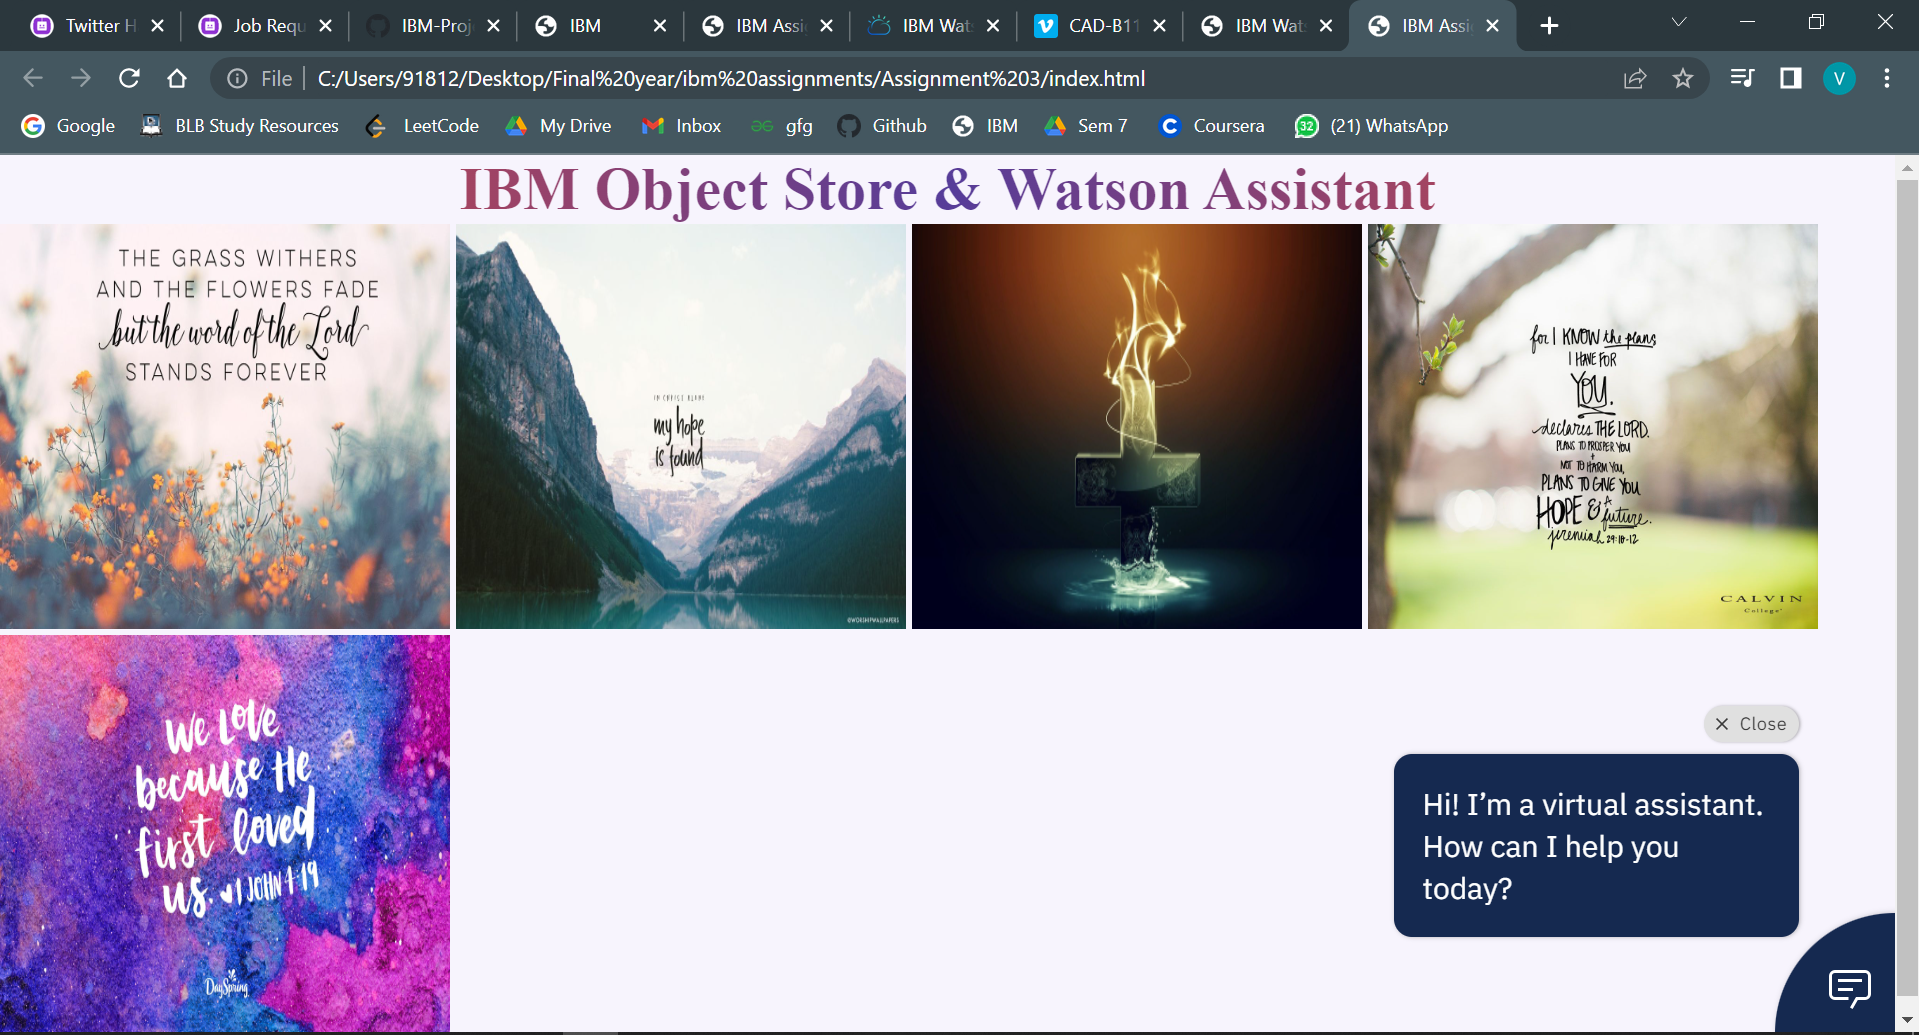 Twitter H
Job Requ
IBM-Proj
IBM
IBM Assi
IBM Wat
CAD-B11
IBM Wat
IBM Assi
File
C:/Users/91812/Desktop/Final%20year/ibm%20assignments/Assignment%203/index.html
V
Google
BLB Study Resources
LeetCode
My Drive
Inbox
gfg
Github
IBM
Sem 7
Coursera
32
(21) WhatsApp
IBM Object Store & Watson Assistant
THE GRASS WITHERS
AND THE FLOWERS FADE
but the word of the Lord
STANDS FOREVER
IN CHRIST ALONE
my hope
is found
@WORSHIPWALLPAPERS
for I KNOW the plans
I HAVE FOR
YOU.
declares THE LORD.
PLANS TO PROSPER YOU
+
NOT TO HARM YOU,
PLANS TO GIVE YOU
HOPE & A
future.
jeremiah 29:10-12
CALVIN
College
We Love
because He
first loved
us. ♥1 JOHN 4:19
DaySpring
Close
Hi! I’m a virtual assistant.
How can I help you
today?